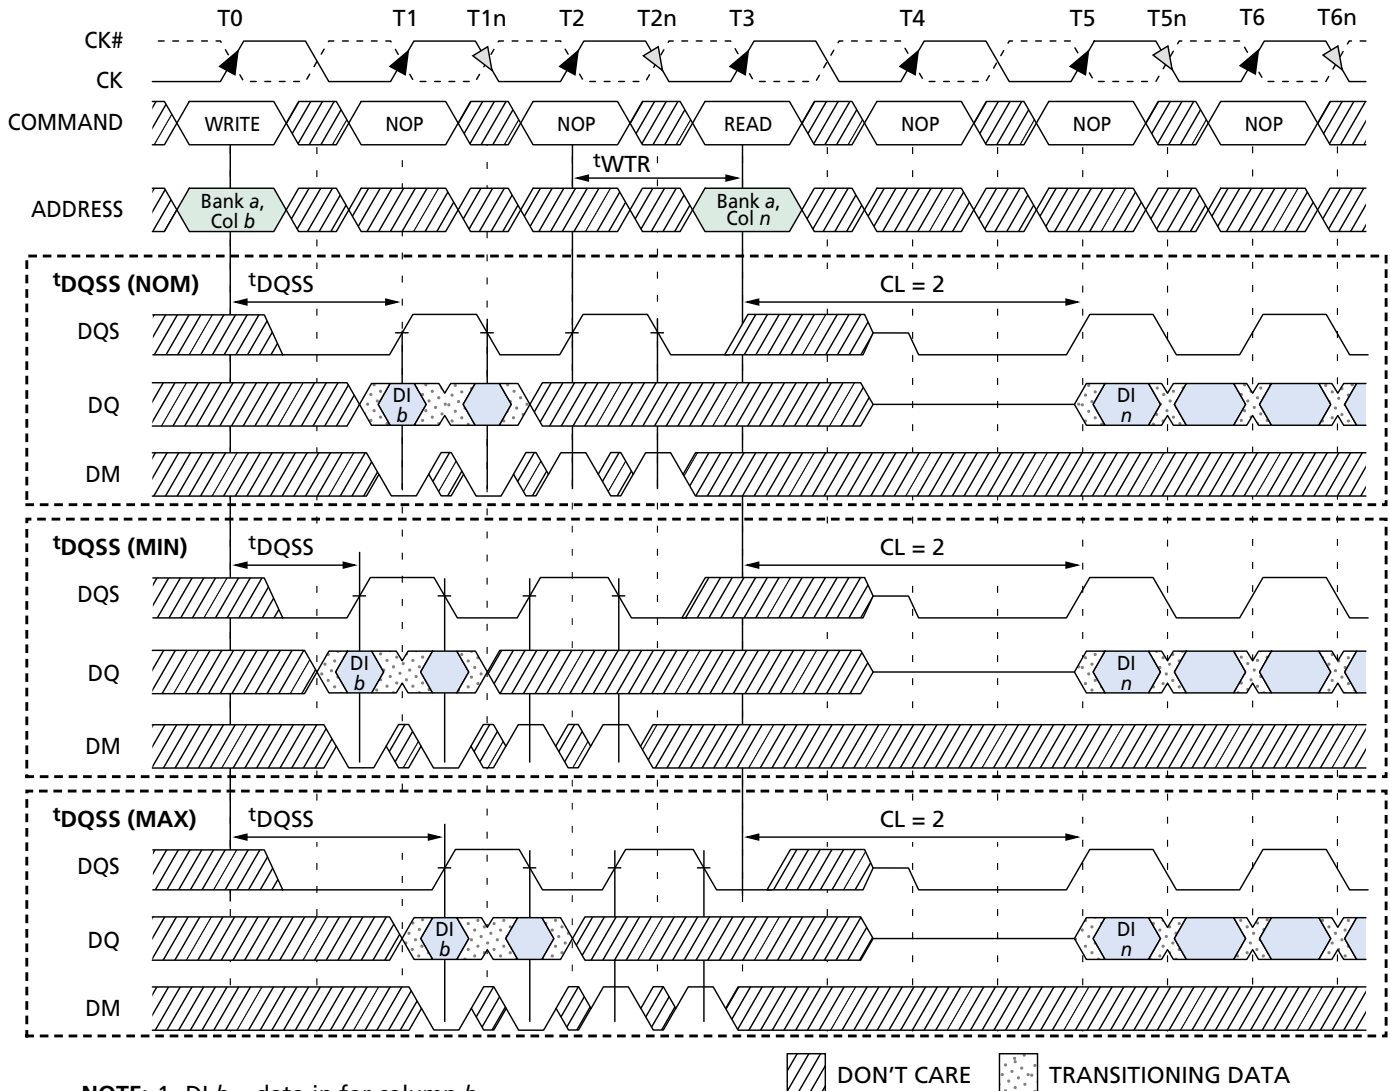 T0 T1 T1n T2 T2n T3 T4 T5 T5n T6 T6n
CK#
CK
COMMAND WRITE NOP NOP READ NOP NOP NOP
tWTR
ADDRESS Bank a, Col b Bank a, Col n
tDQSS (NOM) tDQSS CL = 2
DQS
DQ DI b DI n
DM
tDQSS (MIN) tDQSS CL = 2
DQS
DQ DI b DI n
DM
tDQSS (MAX) tDQSS CL = 2
DQS
DQ DI b DI n
DM
DON'T CARE TRANSITIONING DATA